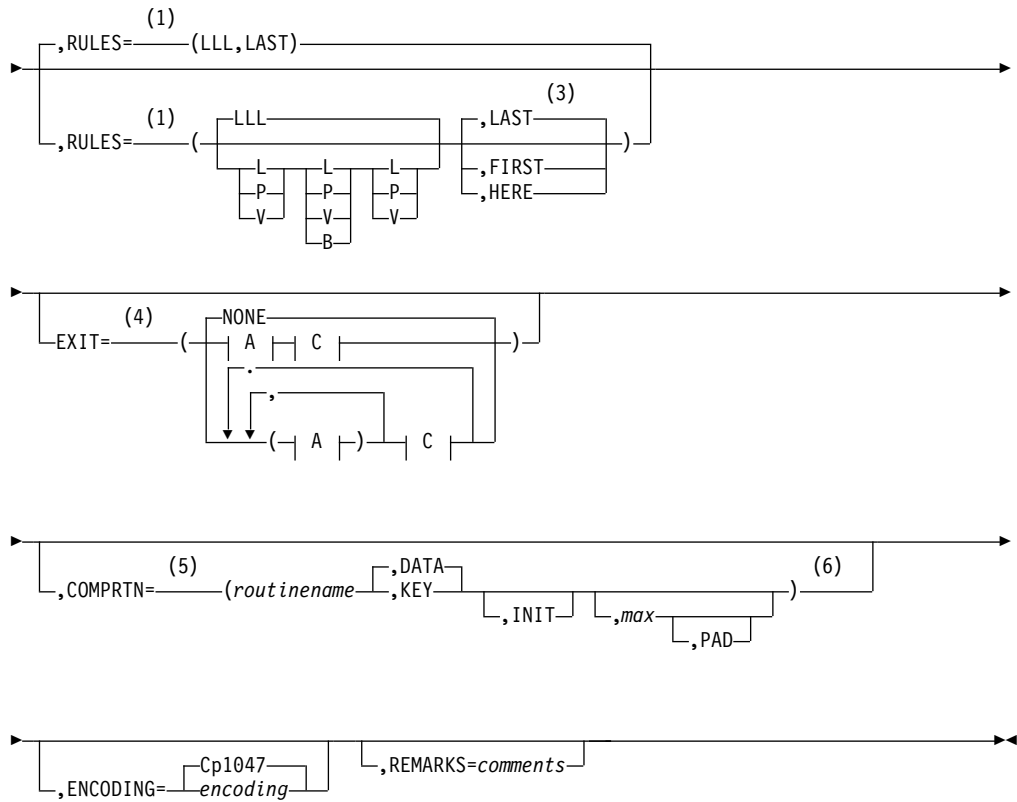 (1)
,RULES= (LLL,LAST)
(1) (3)
,RULES= ( LLL ,LAST )
L L L ,FIRST
P P P ,HERE
V V V
B
(4)
EXIT= ( NONE )
A C
.
,
( A ) C
(5) (6)
,COMPRTN= (routinename ,DATA )
,KEY
,INIT ,max
,PAD
,ENCODING= Cp1047 ,REMARKS=comments
encoding